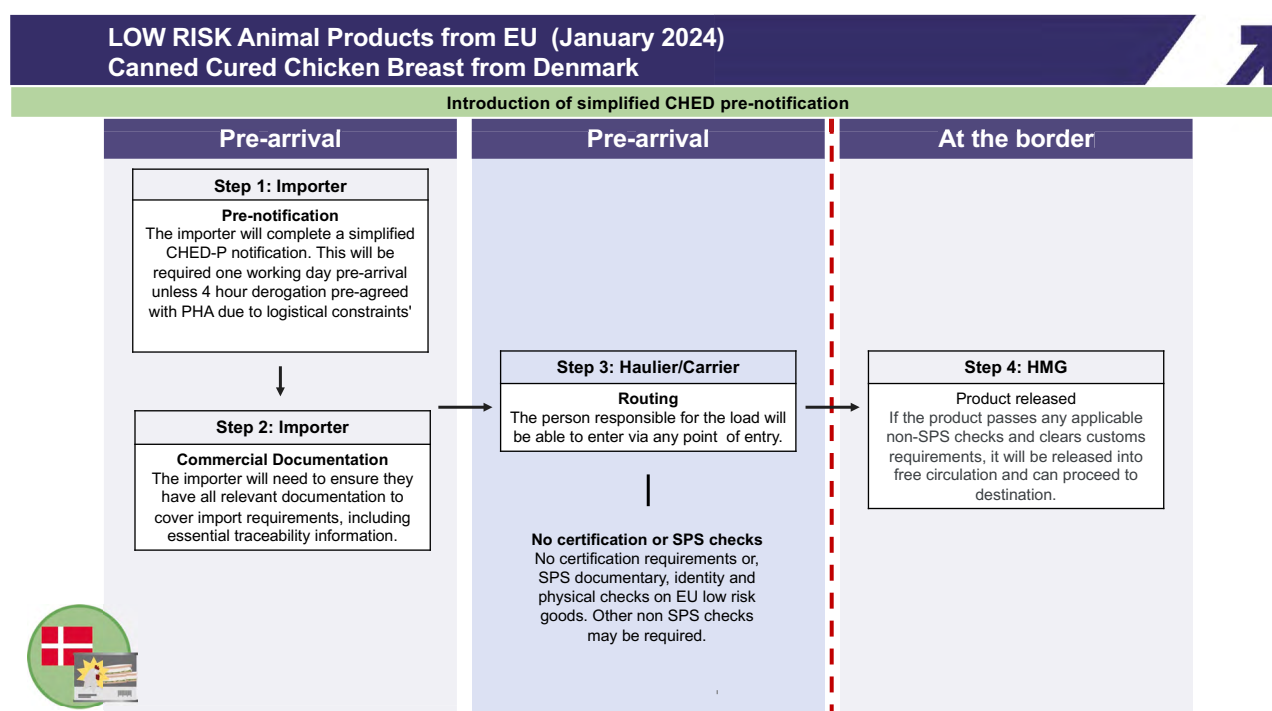 LOW RISK Animal Products from EU (January 2024)
Canned Cured Chicken Breast from Denmark
Introduction of simplified CHED pre-notification
Pre-arrival
Step 1: Importer
Pre-notification
The importer will complete a simplified
CHED-P notification. This will be
required one working day pre-arrival
unless 4 hour derogation pre-agreed
with PHA due to logistical constraints'
Step 2: Importer
Commercial Documentation
The importer will need to ensure they
have all relevant documentation to
cover import requirements, including
essential traceability information.
Pre-arrival
Step 3: Haulier/Carrier
Routing
The person responsible for the load will
be able to enter via any point of entry.
No certification or SPS checks
No certification requirements or,
SPS documentary, identity and
physical checks on EU low risk
goods. Other non SPS checks
may be required.
At the border
Step 4: HMG
Product released
If the product passes any applicable
non-SPS checks and clears customs
requirements, it will be released into
free circulation and can proceed to
destination.